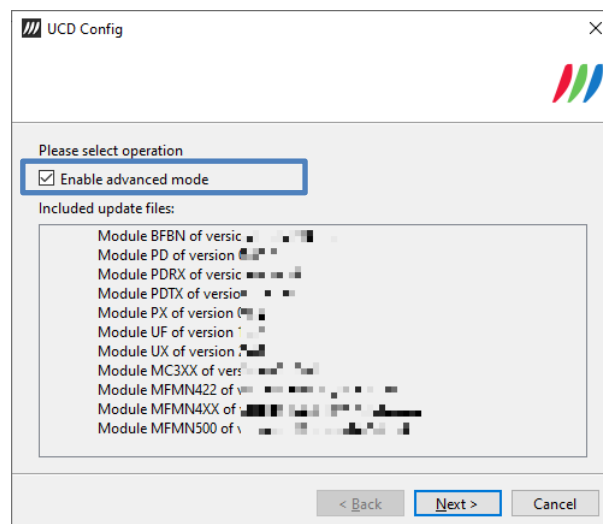 UCD Config
Please select operation
Enable advanced mode
Included update files:
Module BFBN of
Module PD of version
Module PDRX of
Module PDTX of
Module PX of version
Module UF of version
Module UX of version
Module MC3XX of
Module MFMN422 of
Module MFMN4XX of
Module MFMN500 of
< Back
Next >
Cancel